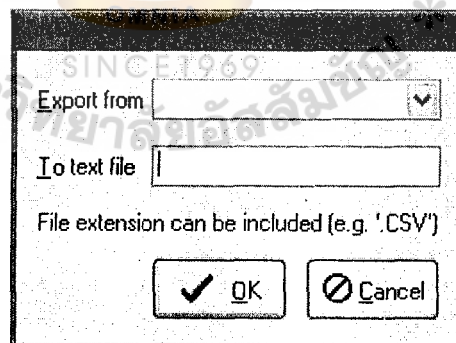 SINCE 1969
Export from
To text file
File extension can be included (e.g. '.CSV')
OK
Cancel